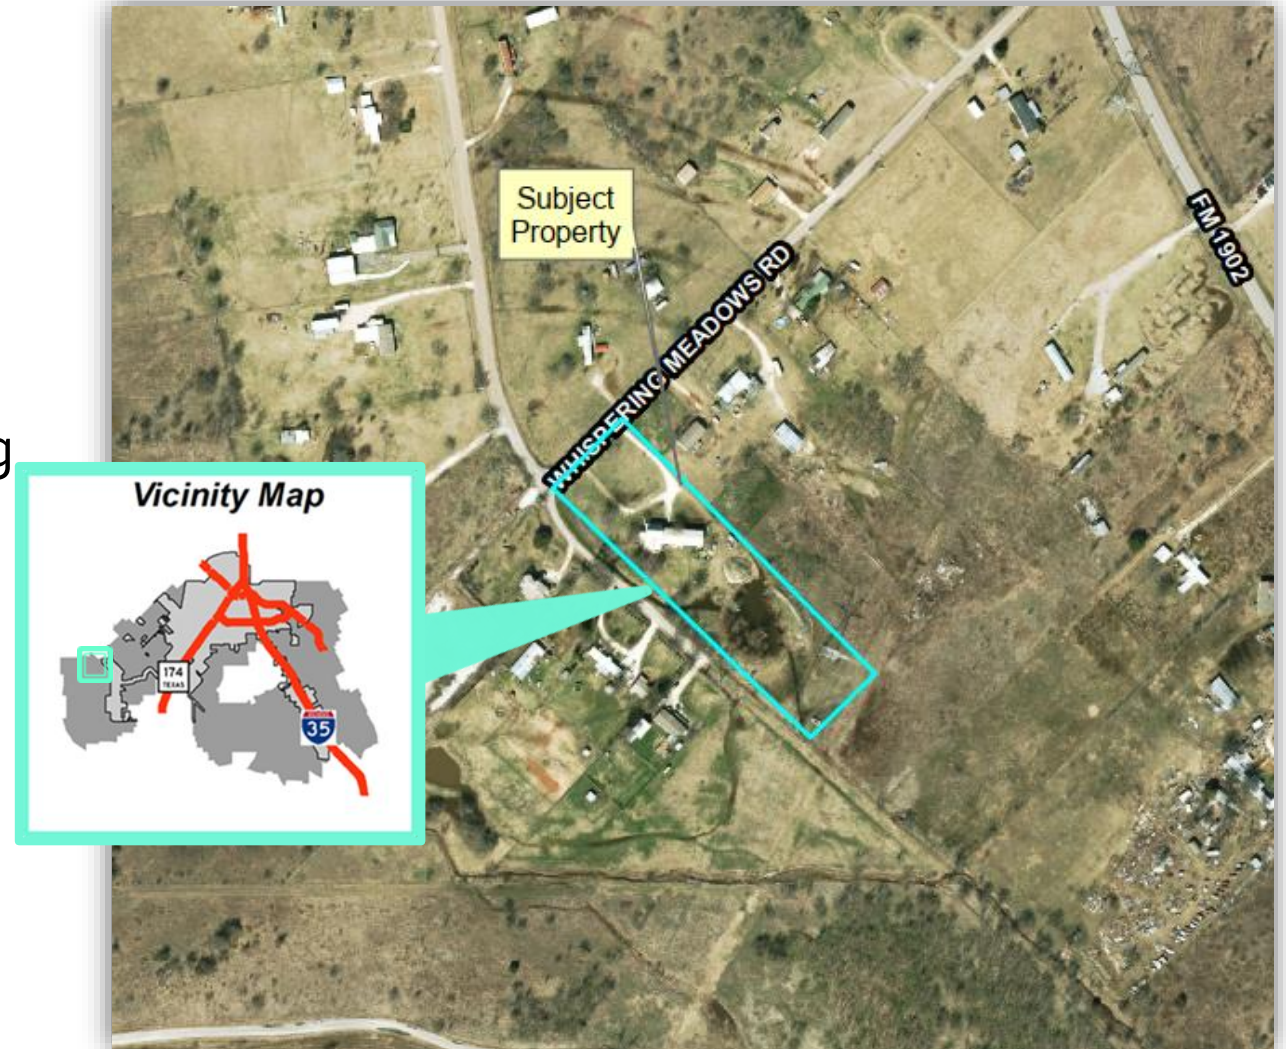 Subject
Property
WHISPERING MEADOWS RD
FM 1902
g
Vicinity Map
174
TEXAS
35